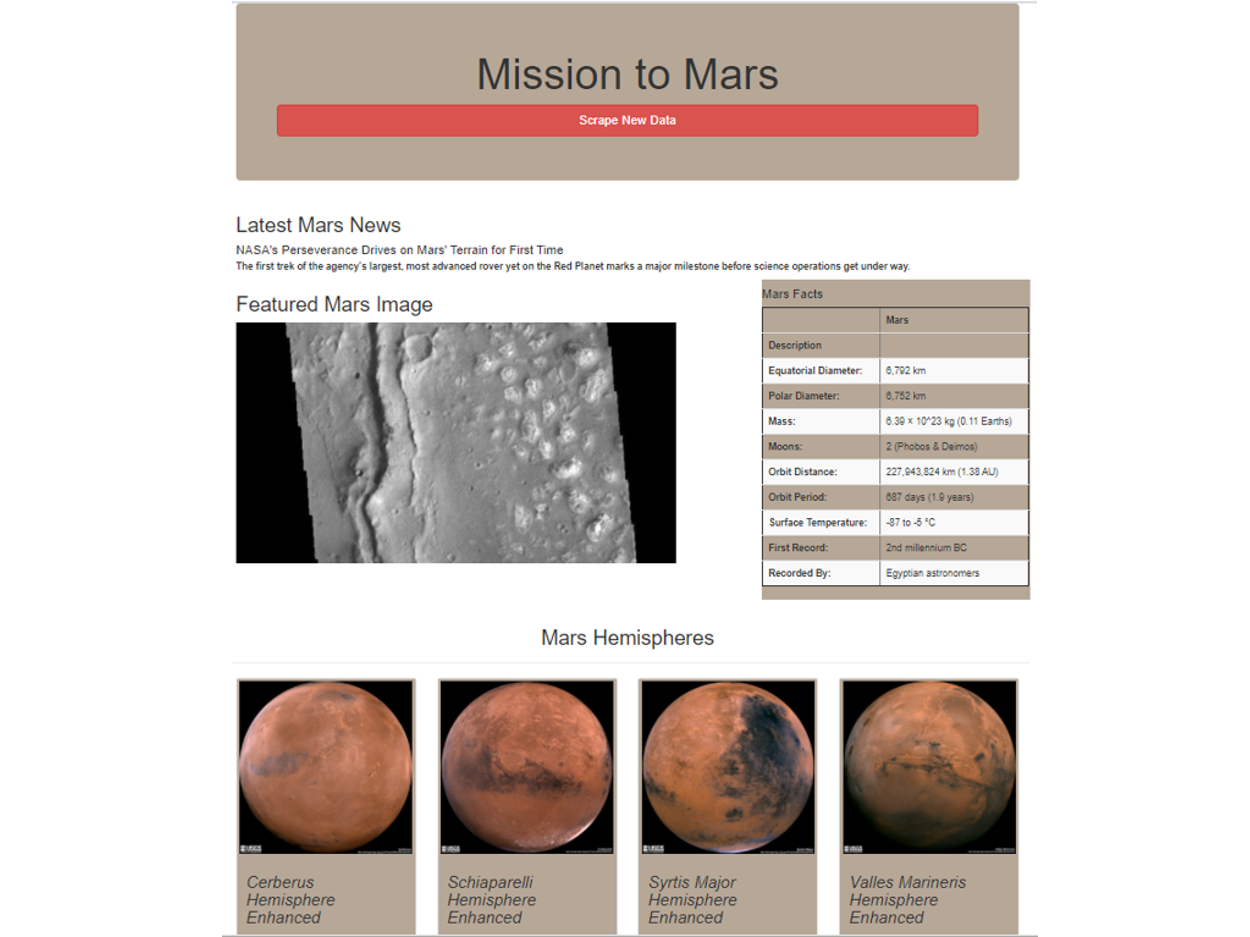 Mission to Mars
Scrape New Data
Latest Mars News
NASA's Perseverance Drives on Mars' Terrain for First Time
The first trek of the agency's largest, most advanced rover yet on the Red Planet marks a major milestone before science operations get under way.
Featured Mars Image
Mars Facts
Mars
Description
Equatorial Diameter: 6,792 km
Polar Diameter: 6,752 km
Mass: 6.39 × 10^23 kg (0.11 Earths)
Moons: 2 (Phobos & Deimos)
Orbit Distance: 227,943,824 km (1.38 AU)
Orbit Period: 687 days (1.9 years)
Surface Temperature: -87 to -5 °C
First Record: 2nd millennium BC
Recorded By: Egyptian astronomers
Mars Hemispheres
USGS
USGS
USGS
USGS
Cerberus
Hemisphere
Enhanced
Schiaparelli
Hemisphere
Enhanced
Syrtis Major
Hemisphere
Enhanced
Valles Marineris
Hemisphere
Enhanced